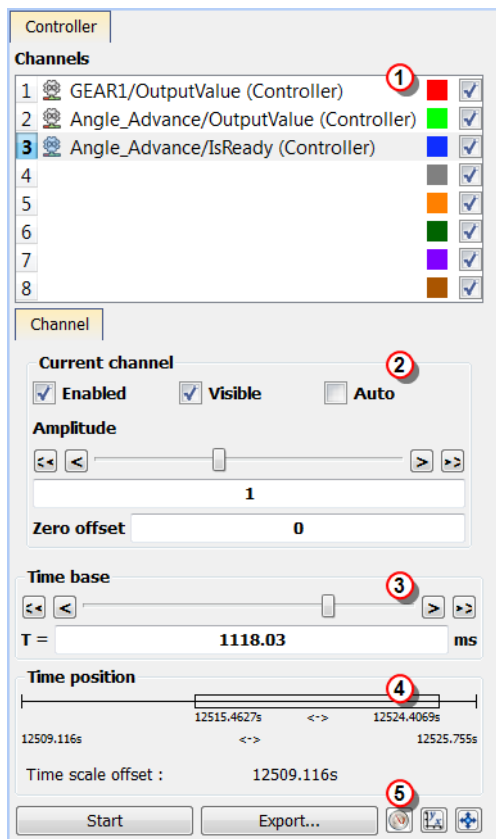 Controller
Channels
1
1 GEAR1/OutputValue (Controller)
2 Angle_Advance/OutputValue (Controller)
3 Angle_Advance/IsReady (Controller)
4
5
6
7
8
Channel
Current channel 2
Enabled Visible Auto
Amplitude
< >
1
Zero offset 0
Time base 3
< >
T = 1118.03 ms
Time position
4
12515.4627s <-> 12524.4069s
12509.116s <-> 12525.755s
Time scale offset : 12509.116s
5
Start Export... y x